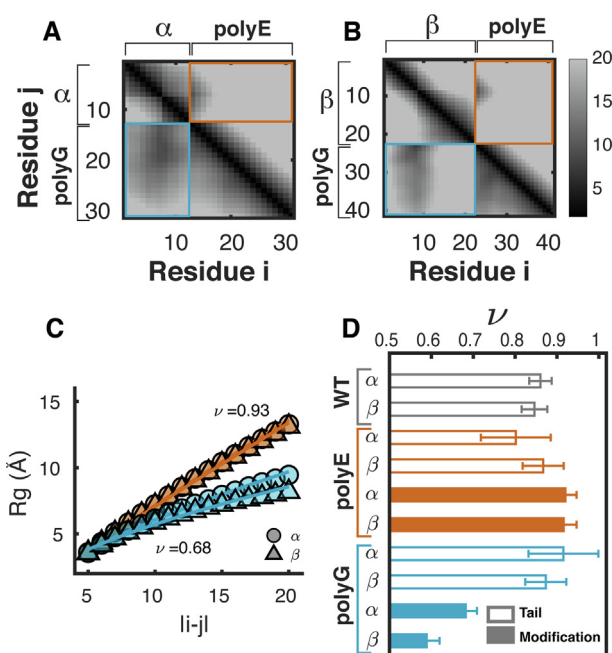 A
α polyE
Residue j
α
polyG
10
20
30
10 20 30
Residue i
B
β polyE
β
polyG
10
20
30
40
10 20 30 40
Residue i
20
15
10
5
C
Rg (Å)
15
10
5
ν =0.93
ν =0.68
α
β
5 10 15 20
|i-j|
D
ν
0.5 0.6 0.7 0.8 0.9 1
WT
α
β
polyE
α
β
α
β
polyG
α
β
α
β
Tail
Modification